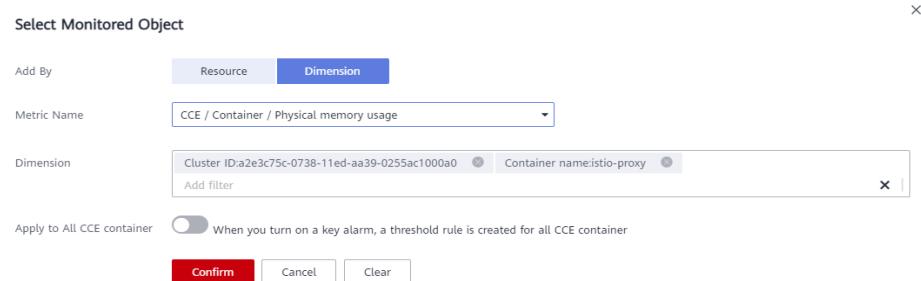 Select Monitored Object
Add By Resource Dimension
Metric Name CCE / Container / Physical memory usage
Dimension Cluster ID:a2e3c75c-0738-11ed-aa39-0255ac1000a0 Container name:istio-proxy
Add filter
Apply to All CCE container When you turn on a key alarm, a threshold rule is created for all CCE container
Confirm Cancel Clear